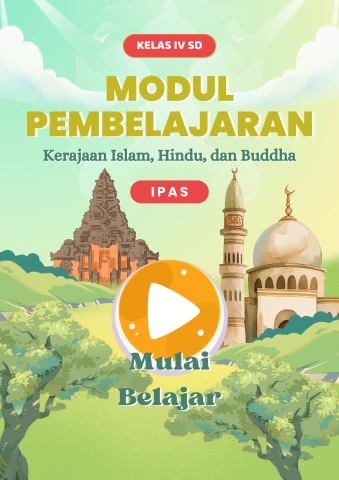 KELAS IV SD
MODUL
PEMBELAJARAN
Kerajaan Islam, Hindu, dan Buddha
IPAS
Mulai
Belajar